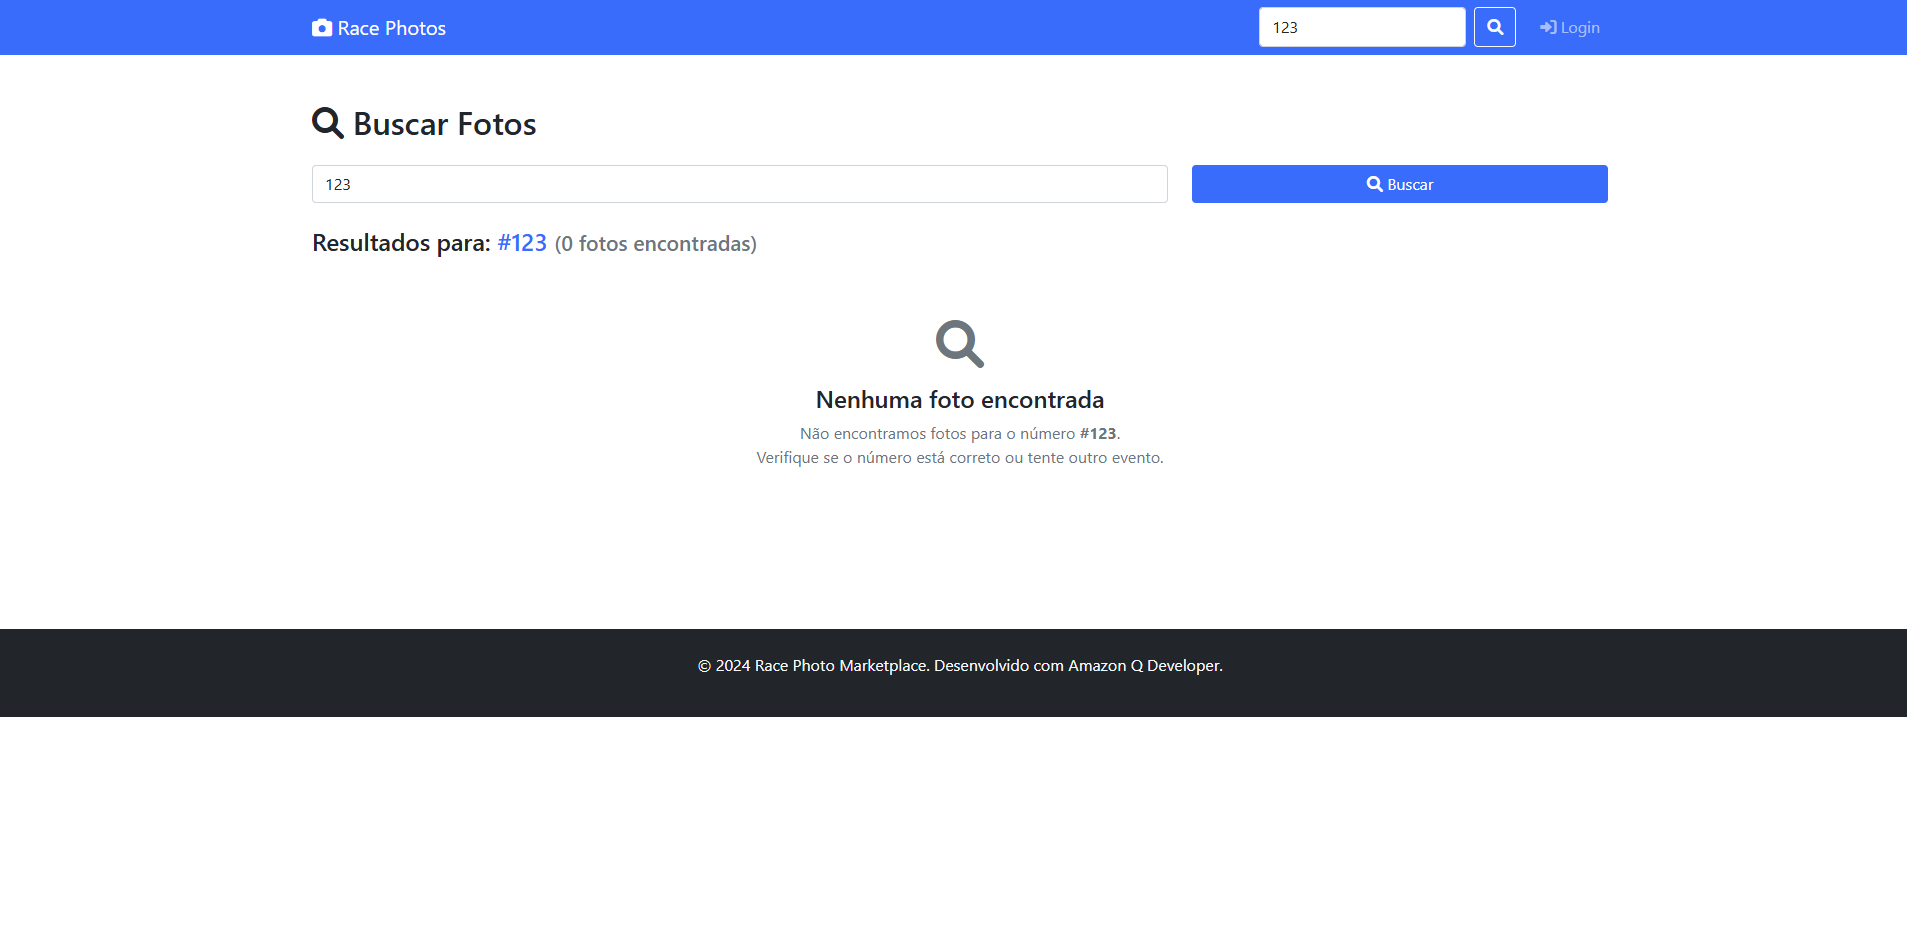 Race Photos
123
Login
Buscar Fotos
123
Buscar
Resultados para: #123 (0 fotos encontradas)
Nenhuma foto encontrada
Não encontramos fotos para o número #123.
Verifique se o número está correto ou tente outro evento.
© 2024 Race Photo Marketplace. Desenvolvido com Amazon Q Developer.